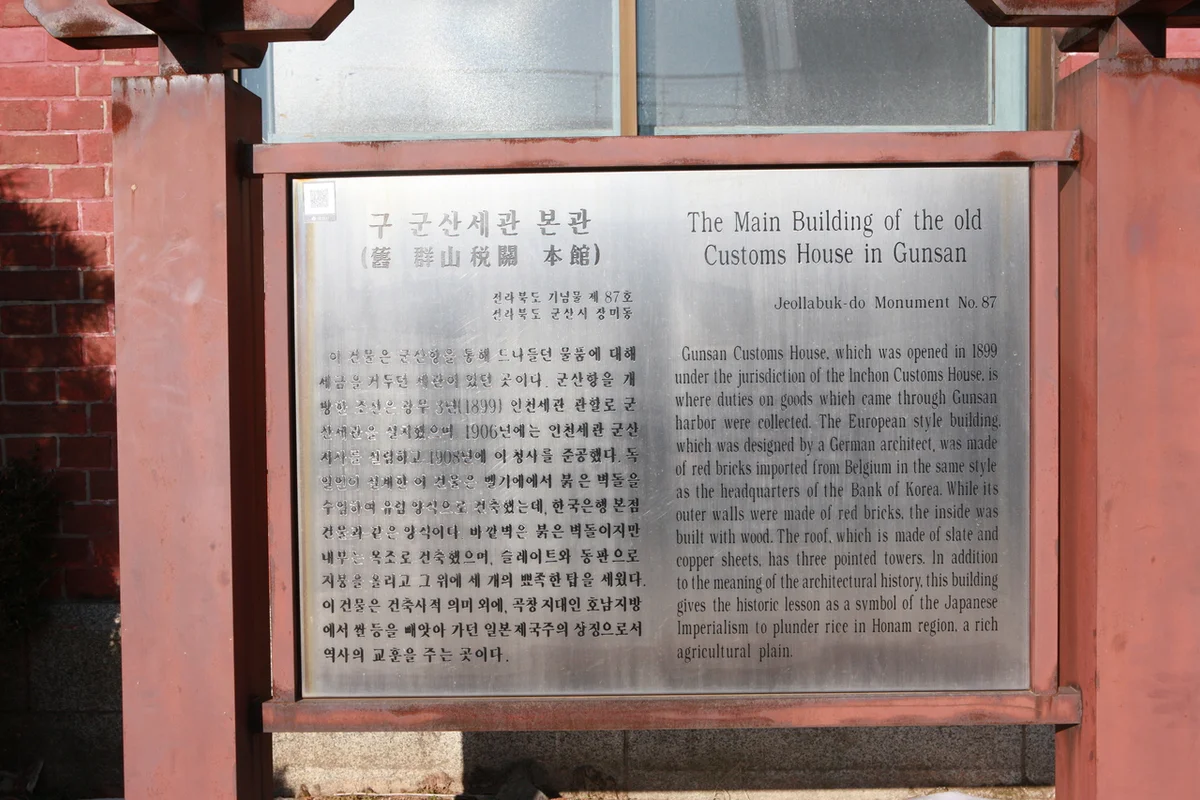 구 군산세관 본관
(舊 群山税關 本館)
전라북도 기념물 제 87호
전라북도 군산시 장미동
이 건물은 군산항을 통해 드나들던 물품에 대해
세금을 거두던 세관이 있던 곳이다. 군산항을 개
방한 조선은 광무 3년(1899) 인천세관 관할로 군
산세관을 설치했으며 1906년에는 인천세관 군산
지사를 설립하고 1908년에 이 청사를 준공했다. 독
일인이 설계한 이 건물은 벨기에에서 붉은 벽돌을
수입하여 유럽 양식으로 건축했는데, 한국은행 본점
건물과 같은 양식이다. 바깥벽은 붉은 벽돌이지만
내부는 목조로 건축했으며, 슬레이트와 동판으로
지붕을 올리고 그 위에 세 개의 뾰족한 탑을 세웠다.
이 건물은 건축사적 의미 외에, 곡창 지대인 호남지방
에서 쌀 등을 빼앗아 가던 일본 제국주의 상징으로서
역사의 교훈을 주는 곳이다.
The Main Building of the old
Customs House in Gunsan
Jeollabuk-do Monument No. 87
Gunsan Customs House, which was opened in 1899
under the jurisdiction of the Inchon Customs House, is
where duties on goods which came through Gunsan
harbor were collected. The European style building,
which was designed by a German architect, was made
of red bricks imported from Belgium in the same style
as the headquarters of the Bank of Korea. While its
outer walls were made of red bricks, the inside was
built with wood. The roof, which is made of slate and
copper sheets, has three pointed towers. In addition
to the meaning of the architectural history, this building
gives the historic lesson as a symbol of the Japanese
Imperialism to plunder rice in Honam region, a rich
agricultural plain.